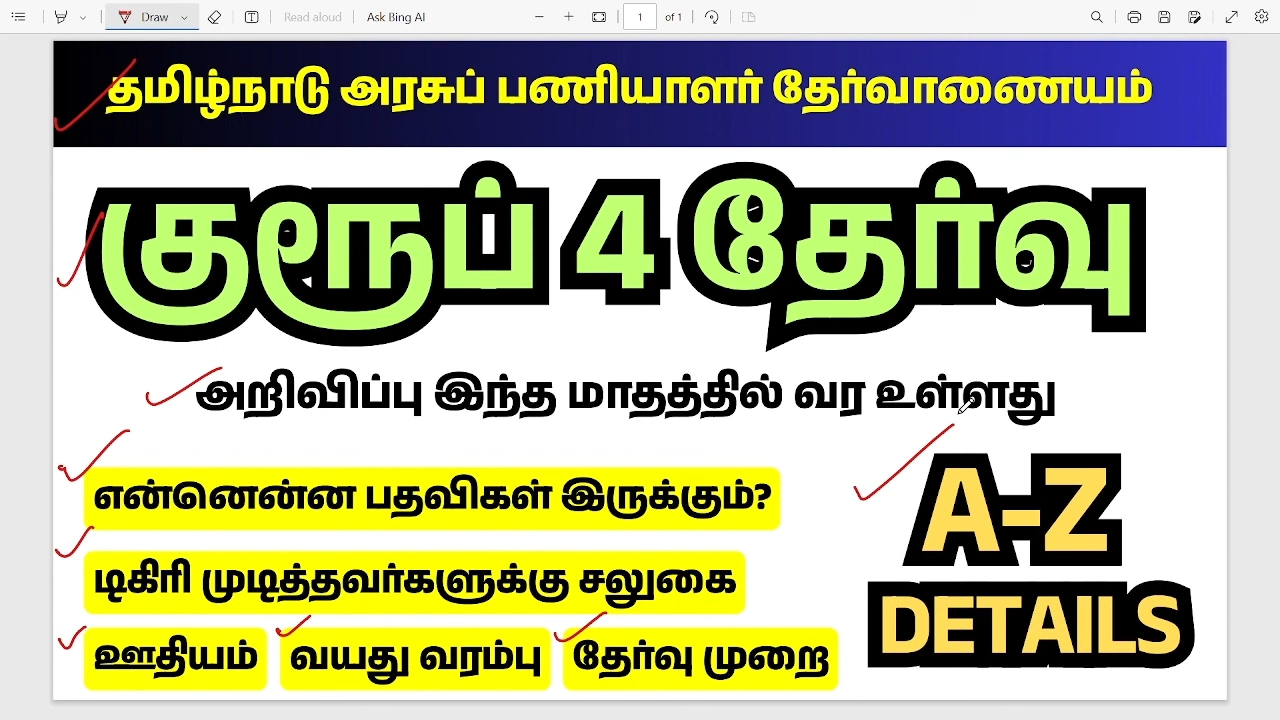 Draw Read aloud Ask Bing AI 1 of 1
தமிழ்நாடு அரசுப் பணியாளர் தேர்வாணையம்
குரூப் 4 தேர்வு
அறிவிப்பு இந்த மாதத்தில் வர உள்ளது
என்னென்ன பதவிகள் இருக்கும்?
டிகிரி முடித்தவர்களுக்கு சலுகை
ஊதியம் வயது வரம்பு தேர்வு முறை
A-Z
DETAILS